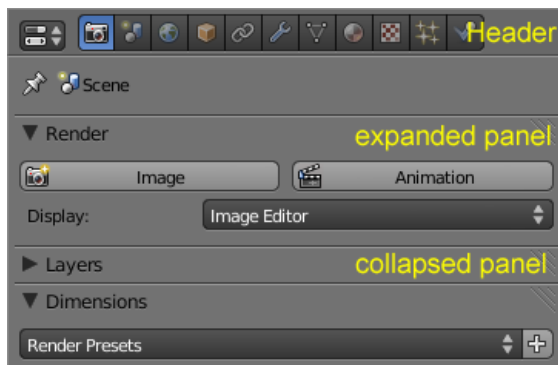 Header
Scene
Render expanded panel
Image Animation
Display: Image Editor
Layers collapsed panel
Dimensions
Render Presets